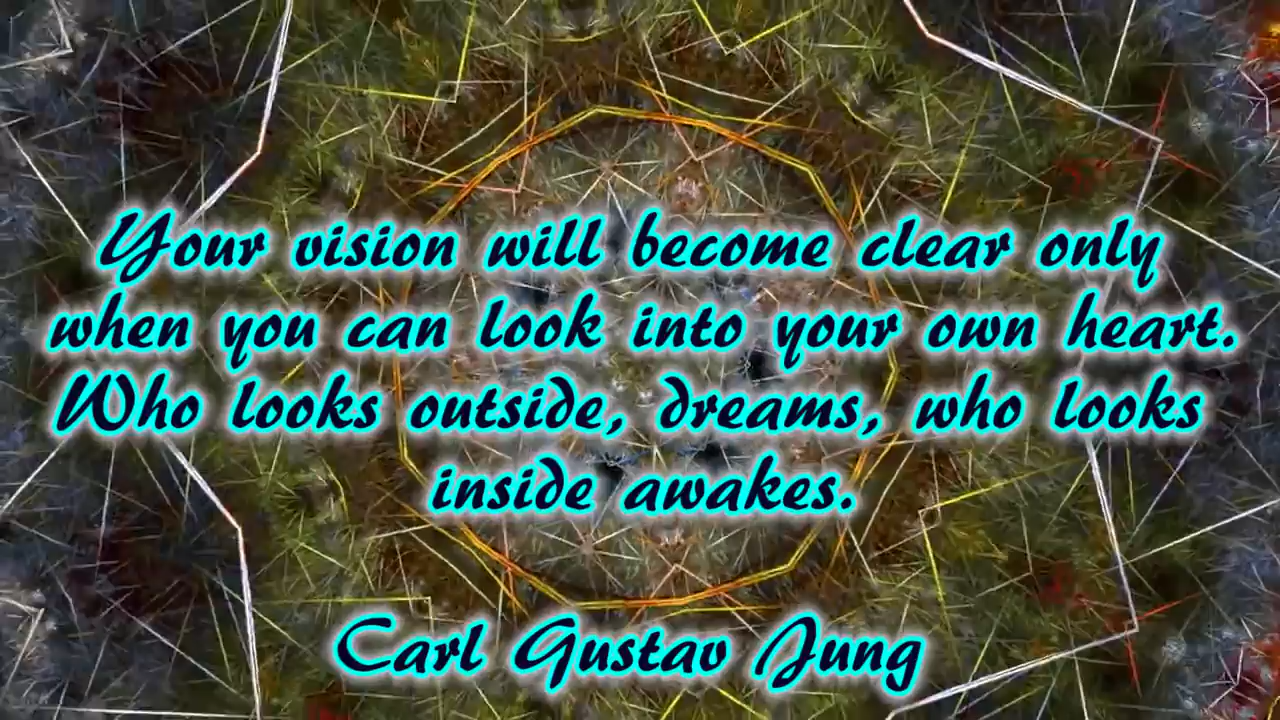 Your vision will become clear only
when you can look into your own heart.
Who looks outside, dreams, who looks
inside awakes.
Carl Gustav Jung